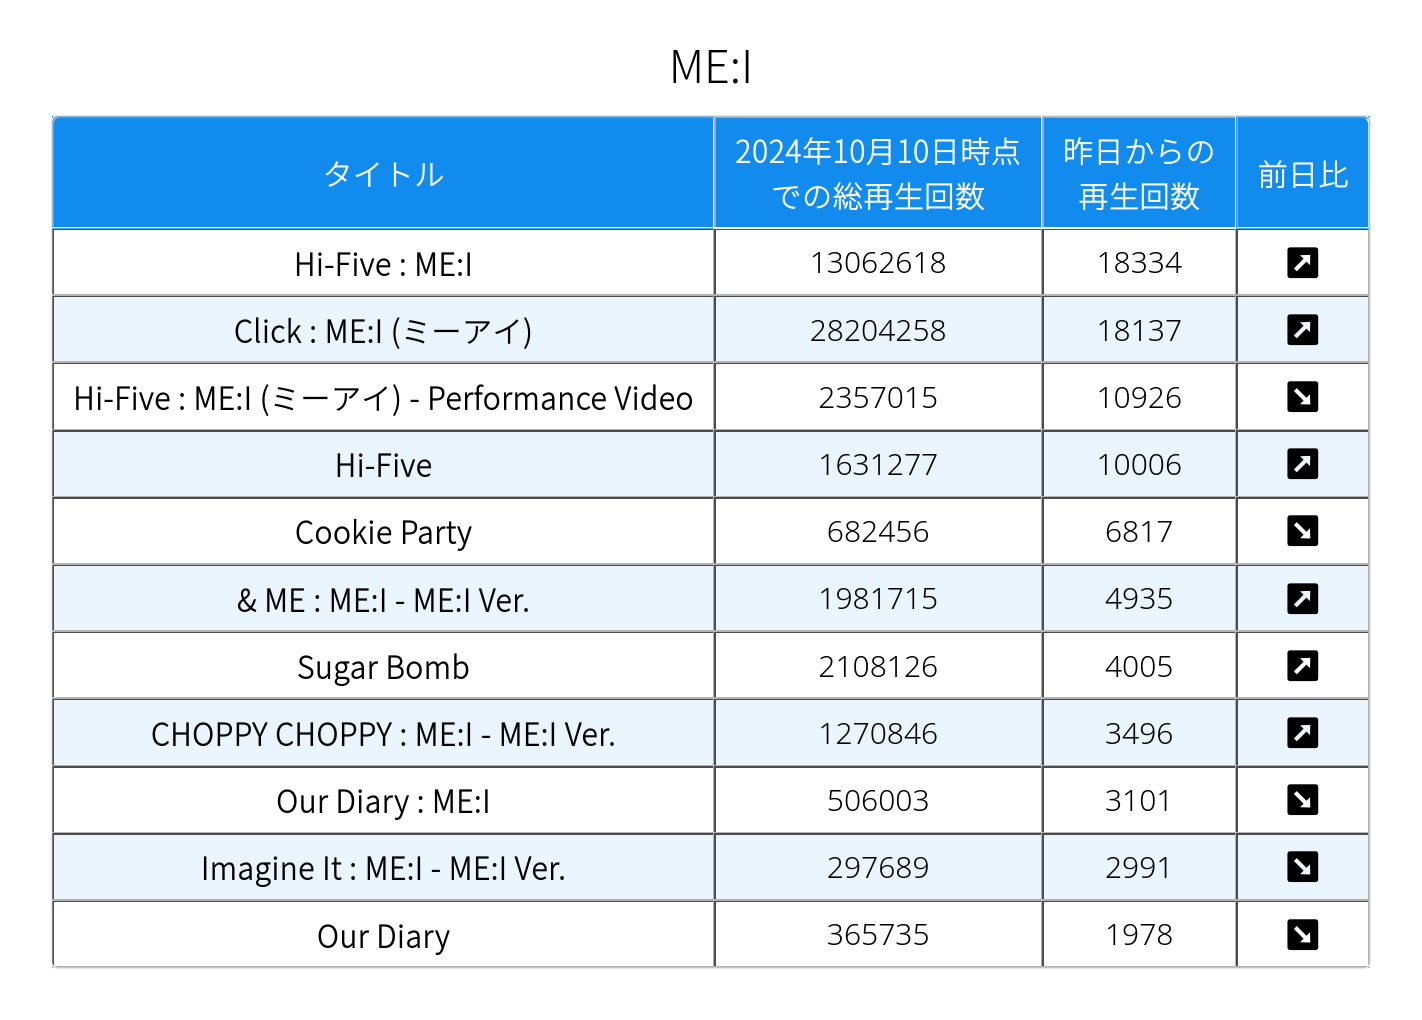 ME:I
タイトル 2024年10月10日時点での総再生回数 昨日からの再生回数 前日比
Hi-Five : ME:I 13062618 18334 ↗
Click : ME:I (ミーアイ) 28204258 18137 ↗
Hi-Five : ME:I (ミーアイ) - Performance Video 2357015 10926 ↘
Hi-Five 1631277 10006 ↗
Cookie Party 682456 6817 ↘
& ME : ME:I - ME:I Ver. 1981715 4935 ↗
Sugar Bomb 2108126 4005 ↗
CHOPPY CHOPPY : ME:I - ME:I Ver. 1270846 3496 ↗
Our Diary : ME:I 506003 3101 ↘
Imagine It : ME:I - ME:I Ver. 297689 2991 ↘
Our Diary 365735 1978 ↘